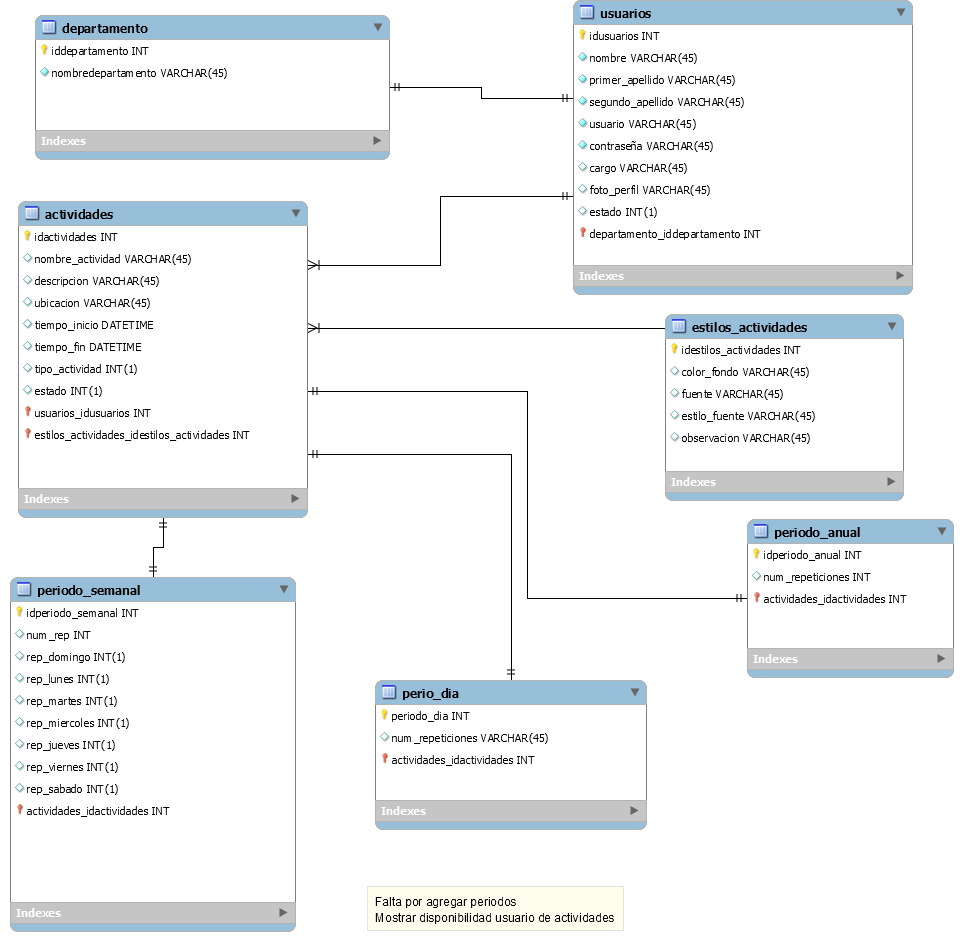 departamento
iddepartamento INT
nombredepartamento VARCHAR(45)
Indexes
usuarios
idusuarios INT
nombre VARCHAR(45)
primer_apellido VARCHAR(45)
segundo_apellido VARCHAR(45)
usuario VARCHAR(45)
contraseña VARCHAR(45)
cargo VARCHAR(45)
foto_perfil VARCHAR(45)
estado INT(1)
departamento_iddepartamento INT
Indexes
actividades
idactividades INT
nombre_actividad VARCHAR(45)
descripcion VARCHAR(45)
ubicacion VARCHAR(45)
tiempo_inicio DATETIME
tiempo_fin DATETIME
tipo_actividad INT(1)
estado INT(1)
usuarios_idusuarios INT
estilos_actividades_idestilos_actividades INT
Indexes
estilos_actividades
idestilos_actividades INT
color_fondo VARCHAR(45)
fuente VARCHAR(45)
estilo_fuente VARCHAR(45)
observacion VARCHAR(45)
Indexes
periodo_anual
idperiodo_anual INT
num_repeticiones INT
actividades_idactividades INT
Indexes
periodo_semanal
idperiodo_semanal INT
num_rep INT
rep_domingo INT(1)
rep_lunes INT(1)
rep_martes INT(1)
rep_miercoles INT(1)
rep_jueves INT(1)
rep_viernes INT(1)
rep_sabado INT(1)
actividades_idactividades INT
Indexes
perio_dia
periodo_dia INT
num_repeticiones VARCHAR(45)
actividades_idactividades INT
Indexes
Falta por agregar periodos
Mostrar disponibilidad usuario de actividades